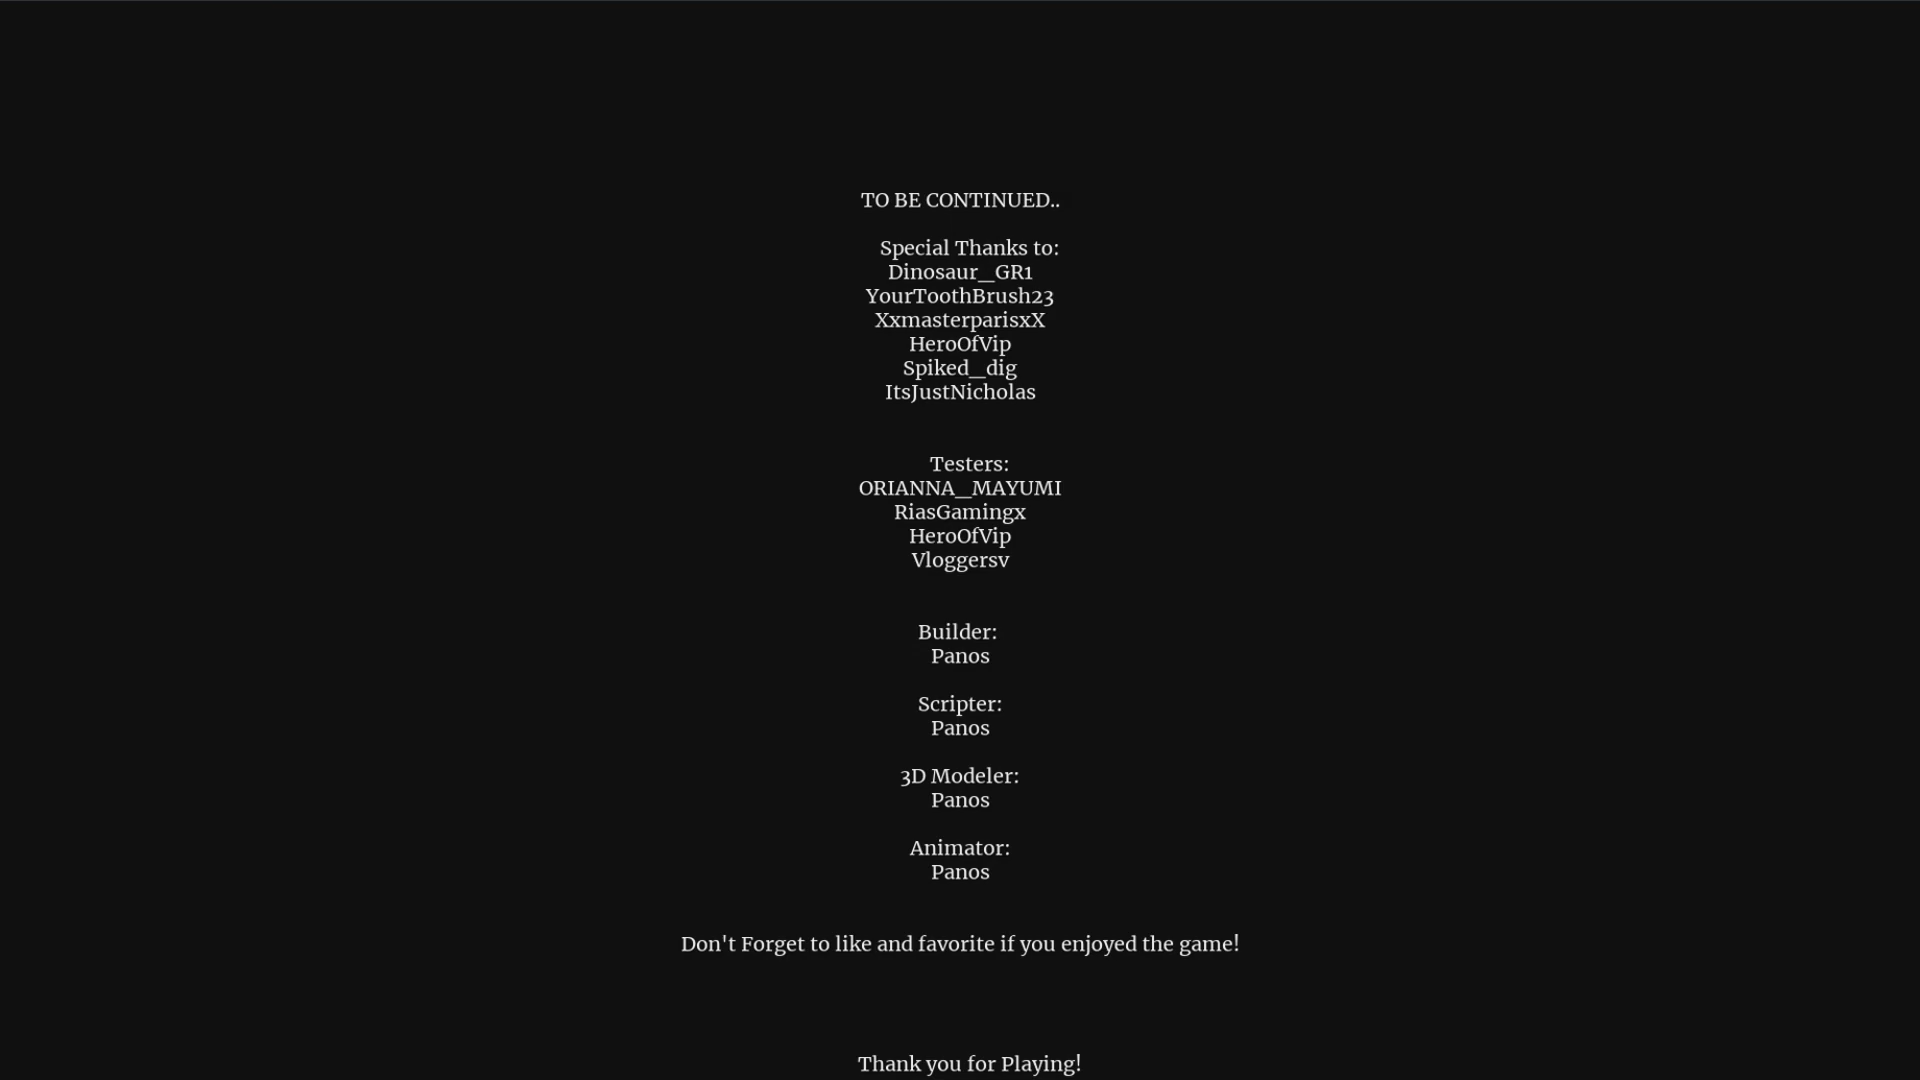 TO BE CONTINUED..
Special Thanks to:
Dinosaur_GR1
YourToothBrush23
XxmasterparisxX
HeroOfVip
Spiked_dig
ItsJustNicholas
Testers:
ORIANNA_MAYUMI
RiasGamingx
HeroOfVip
Vloggersv
Builder:
Panos
Scripter:
Panos
3D Modeler:
Panos
Animator:
Panos
Don't Forget to like and favorite if you enjoyed the game!
Thank you for Playing!